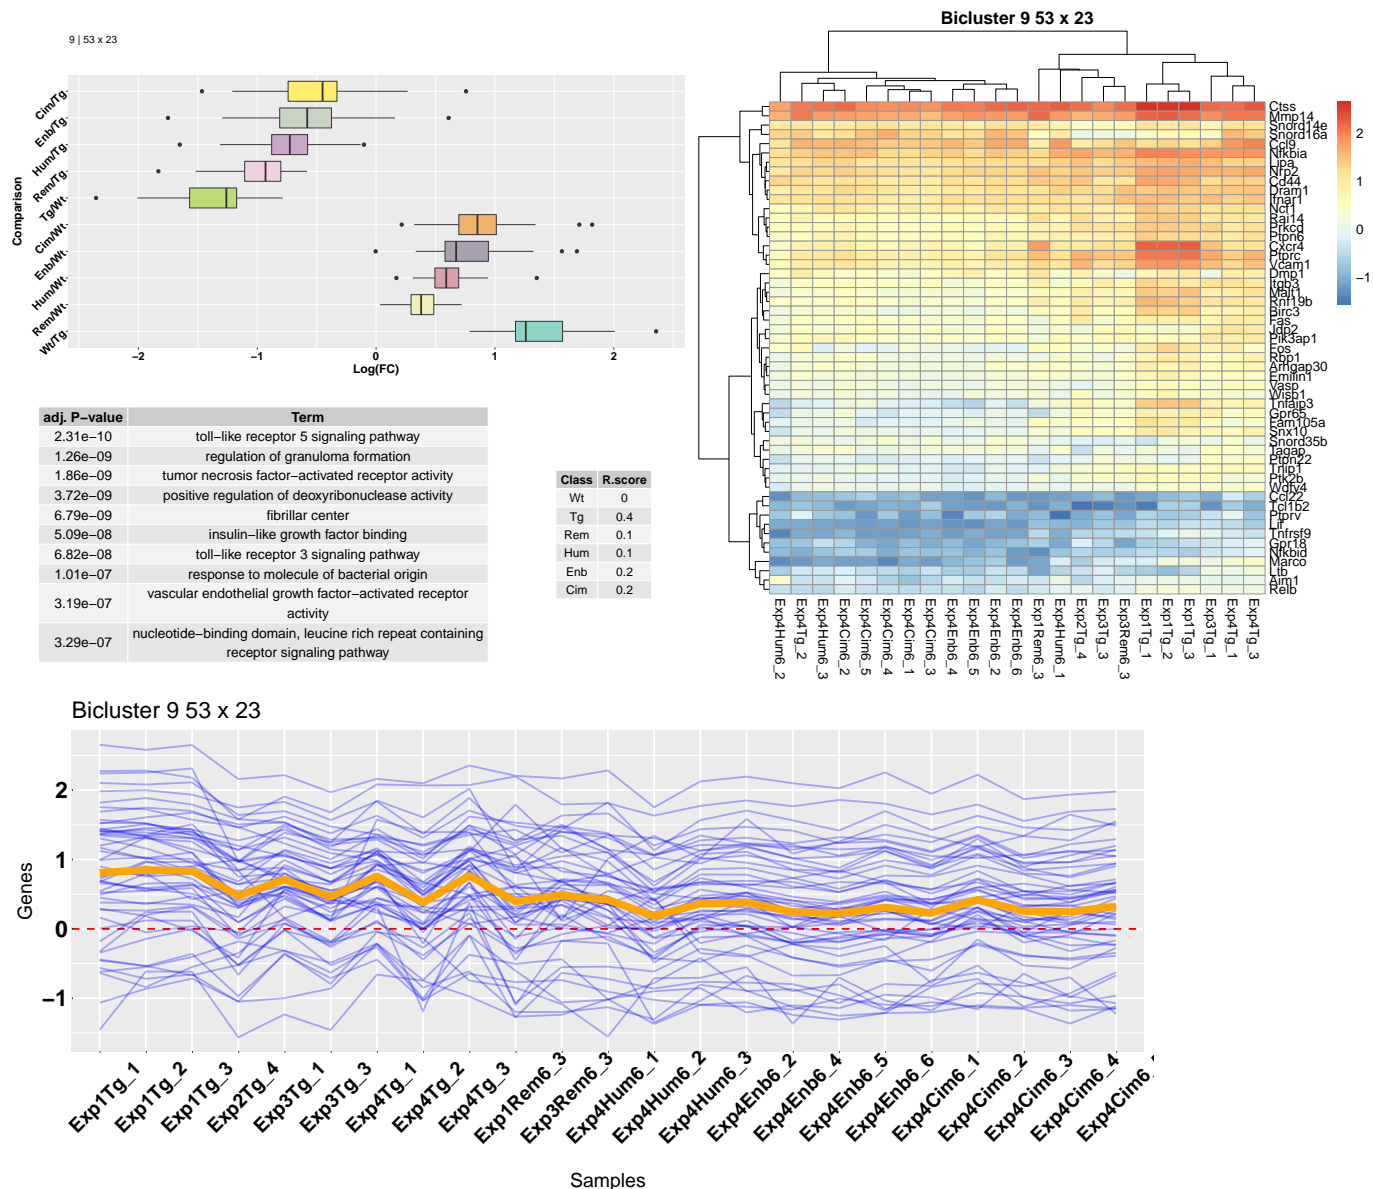 9 | 53 x 23
Comparison
Cim/Tg
Enb/Tg
Hum/Tg
Rem/Tg
Tg/Wt
Cim/Wt
Enb/Wt
Hum/Wt
Rem/Wt
Wt/Tg
−2 −1 0 1 2
Log(FC)
adj. P−value Term
2.31e−10 toll−like receptor 5 signaling pathway
1.26e−09 regulation of granuloma formation
1.86e−09 tumor necrosis factor−activated receptor activity
3.72e−09 positive regulation of deoxyribonuclease activity
6.79e−09 fibrillar center
5.09e−08 insulin−like growth factor binding
6.82e−08 toll−like receptor 3 signaling pathway
1.01e−07 response to molecule of bacterial origin
3.19e−07 vascular endothelial growth factor−activated receptor
activity
3.29e−07 nucleotide−binding domain, leucine rich repeat containing
receptor signaling pathway
Class R.score
Wt 0
Tg 0.4
Rem 0.1
Hum 0.1
Enb 0.2
Cim 0.2
Bicluster 9 53 x 23
Ctss
Mmp14
Snord14e
Snord16a
Ccl9
Nfkbia
Lipa
Nrp2
Cd44
Dram1
Ifnar1
Ncf1
Rai14
Prkcd
Ptpn6
Cxcr4
Ptprc
Vcam1
Dmp1
Itgb3
Malt1
Rnf19b
Birc3
Fas
Jdp2
Pik3ap1
Fos
Rbp1
Arhgap30
Emilin1
Vasp
Wisp1
Tnfaip3
Gpr65
Fam105a
Snx10
Snord35b
Tagap
Ptpn22
Tnip1
Ptk2b
Wdfy4
Ccl22
Tcl1b2
Ptprv
Lif
Tnfrsf9
Gpr18
Nfkbid
Marco
Ltb
Aim1
Relb
2
1
0
−1
Exp4Hum6_2
Exp4Tg_2
Exp4Hum6_3
Exp4Cim6_2
Exp4Cim6_5
Exp4Cim6_4
Exp4Cim6_1
Exp4Cim6_3
Exp4Enb6_4
Exp4Enb6_5
Exp4Enb6_2
Exp4Enb6_6
Exp1Rem6_3
Exp4Hum6_1
Exp2Tg_4
Exp3Tg_3
Exp3Rem6_3
Exp1Tg_1
Exp1Tg_2
Exp1Tg_3
Exp3Tg_1
Exp4Tg_1
Exp4Tg_3
Bicluster 9 53 x 23
Genes
2
1
0
−1
Exp1Tg_1
Exp1Tg_2
Exp1Tg_3
Exp2Tg_4
Exp3Tg_1
Exp3Tg_3
Exp4Tg_1
Exp4Tg_2
Exp4Tg_3
Exp1Rem6_3
Exp3Rem6_3
Exp4Hum6_1
Exp4Hum6_2
Exp4Hum6_3
Exp4Enb6_2
Exp4Enb6_4
Exp4Enb6_5
Exp4Enb6_6
Exp4Cim6_1
Exp4Cim6_2
Exp4Cim6_3
Exp4Cim6_4
Exp4Cim6_
Samples